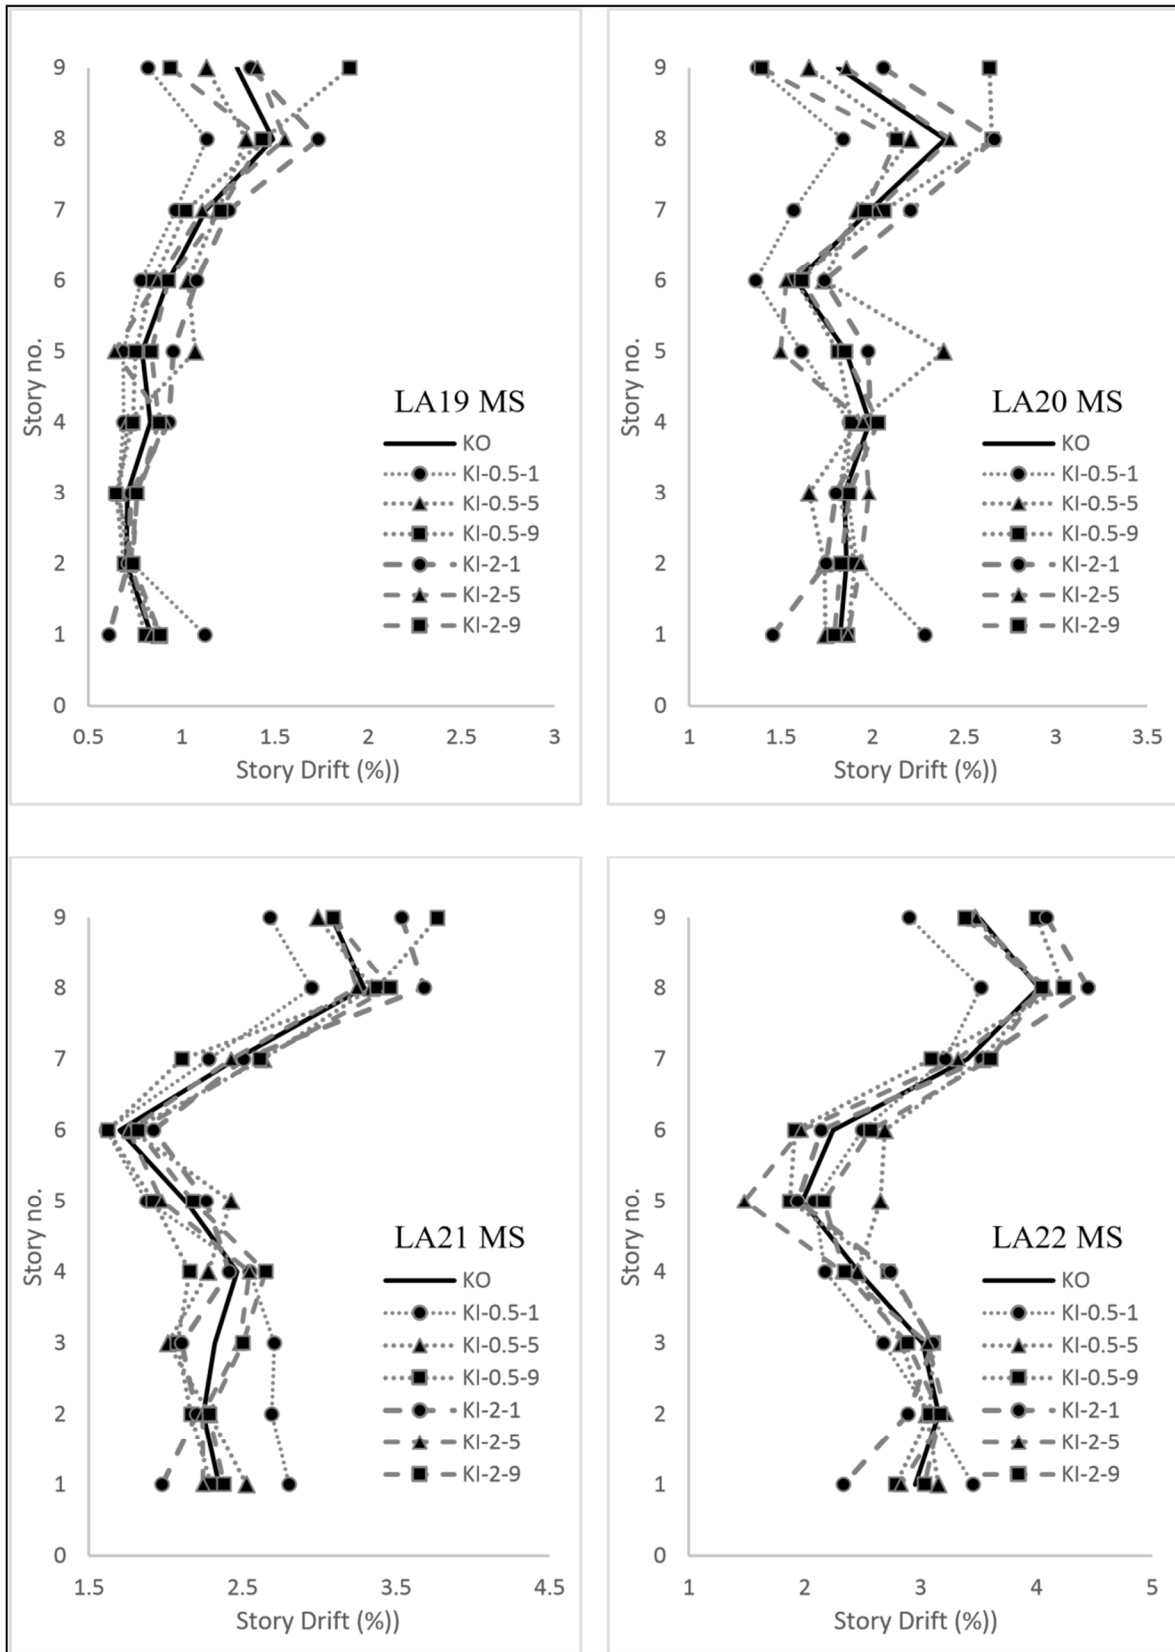 9
8
7
6
5
4
3
2
1
0
Story no.
0.5 1 1.5 2 2.5 3
Story Drift (%))
LA19 MS
KO
KI-0.5-1
KI-0.5-5
KI-0.5-9
KI-2-1
KI-2-5
KI-2-9
9
8
7
6
5
4
3
2
1
0
Story no.
1 1.5 2 2.5 3 3.5
Story Drift (%))
LA20 MS
KO
KI-0.5-1
KI-0.5-5
KI-0.5-9
KI-2-1
KI-2-5
KI-2-9
9
8
7
6
5
4
3
2
1
0
Story no.
1.5 2.5 3.5 4.5
Story Drift (%))
LA21 MS
KO
KI-0.5-1
KI-0.5-5
KI-0.5-9
KI-2-1
KI-2-5
KI-2-9
9
8
7
6
5
4
3
2
1
0
Story no.
1 2 3 4 5
Story Drift (%))
LA22 MS
KO
KI-0.5-1
KI-0.5-5
KI-0.5-9
KI-2-1
KI-2-5
KI-2-9